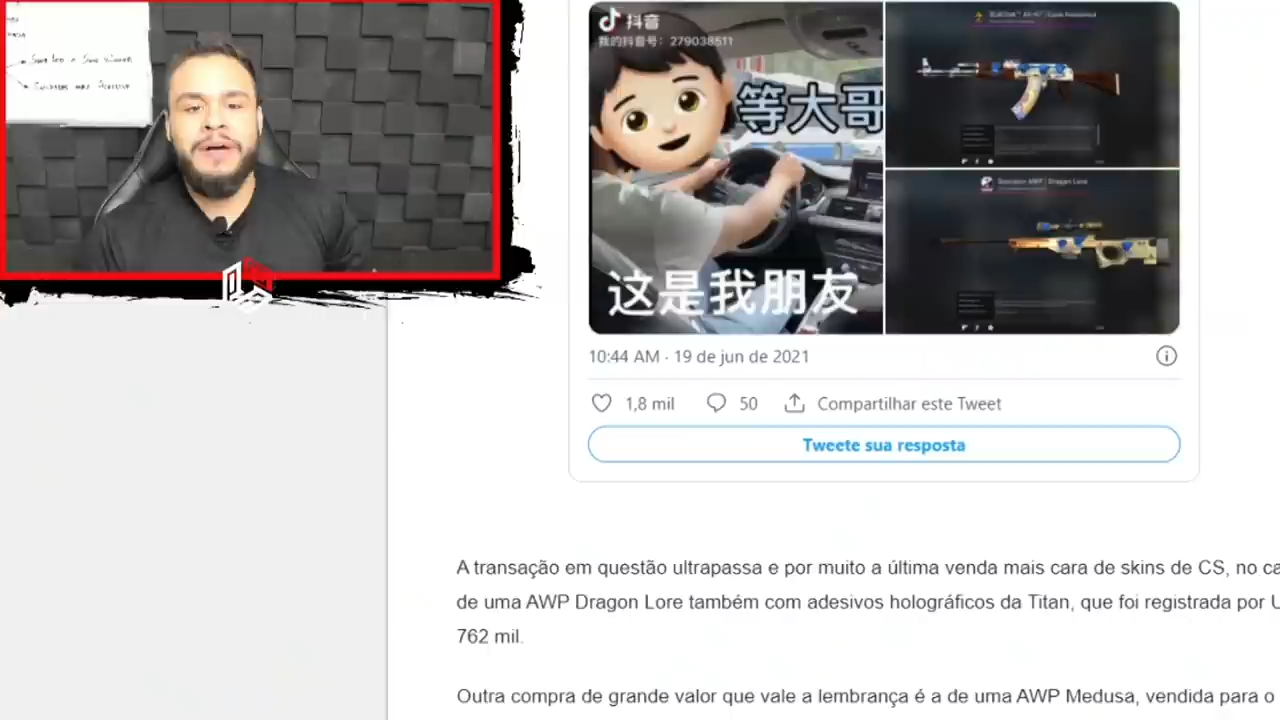 抖音
我的抖音号：279038511
等大哥
这是我朋友
10:44 AM · 19 de jun de 2021
1,8 mil
50
Compartilhar este Tweet
Tweete sua resposta
A transação em questão ultrapassa e por muito a última venda mais cara de skins de CS, no ca
de uma AWP Dragon Lore também com adesivos holográficos da Titan, que foi registrada por U
762 mil.
Outra compra de grande valor que vale a lembrança é a de uma AWP Medusa, vendida para o